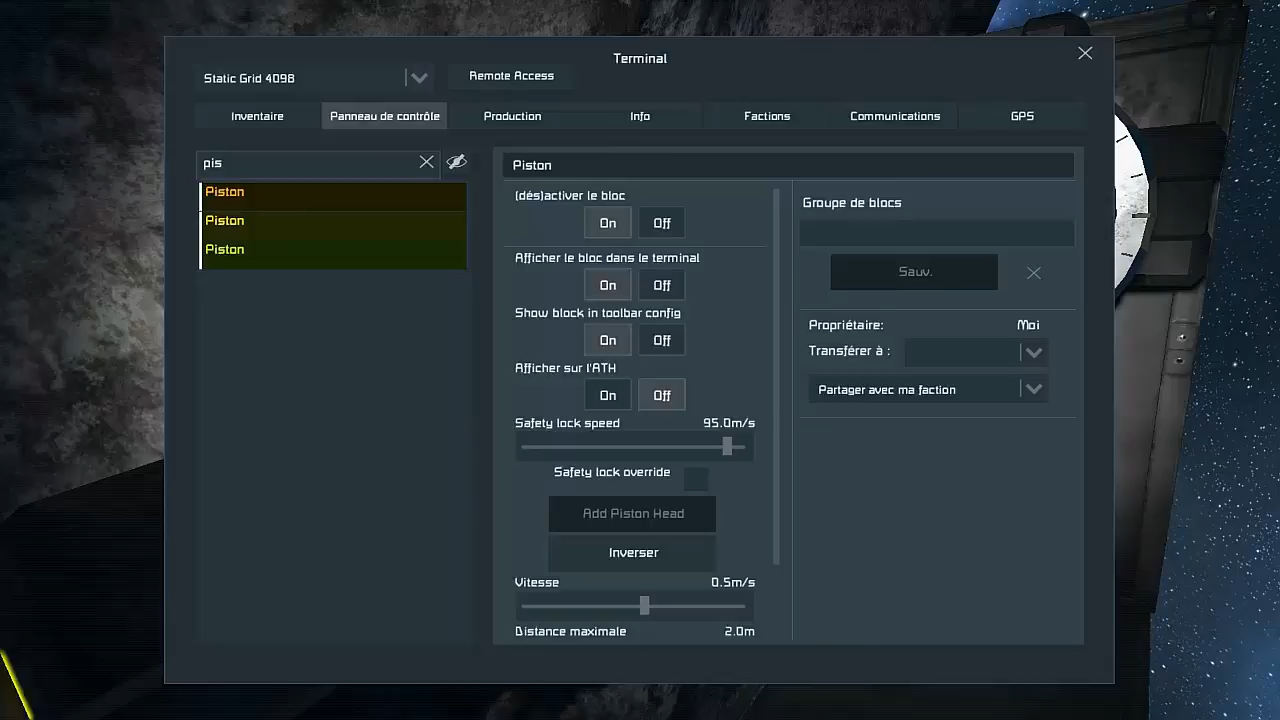 Terminal
Static Grid 4098
Remote Access
Inventaire
Panneau de contrôle
Production
Info
Factions
Communications
GPS
pis
Piston
Piston
Piston
Piston
(dés)activer le bloc
On Off
Afficher le bloc dans le terminal
On Off
Show block in toolbar config
On Off
Afficher sur l'ATH
On Off
Safety lock speed 95.0m/s
Safety lock override
Add Piston Head
Inverser
Vitesse 0.5m/s
Distance maximale 2.0m
Groupe de blocs
Sauv.
Propriétaire: Moi
Transférer à :
Partager avec ma faction